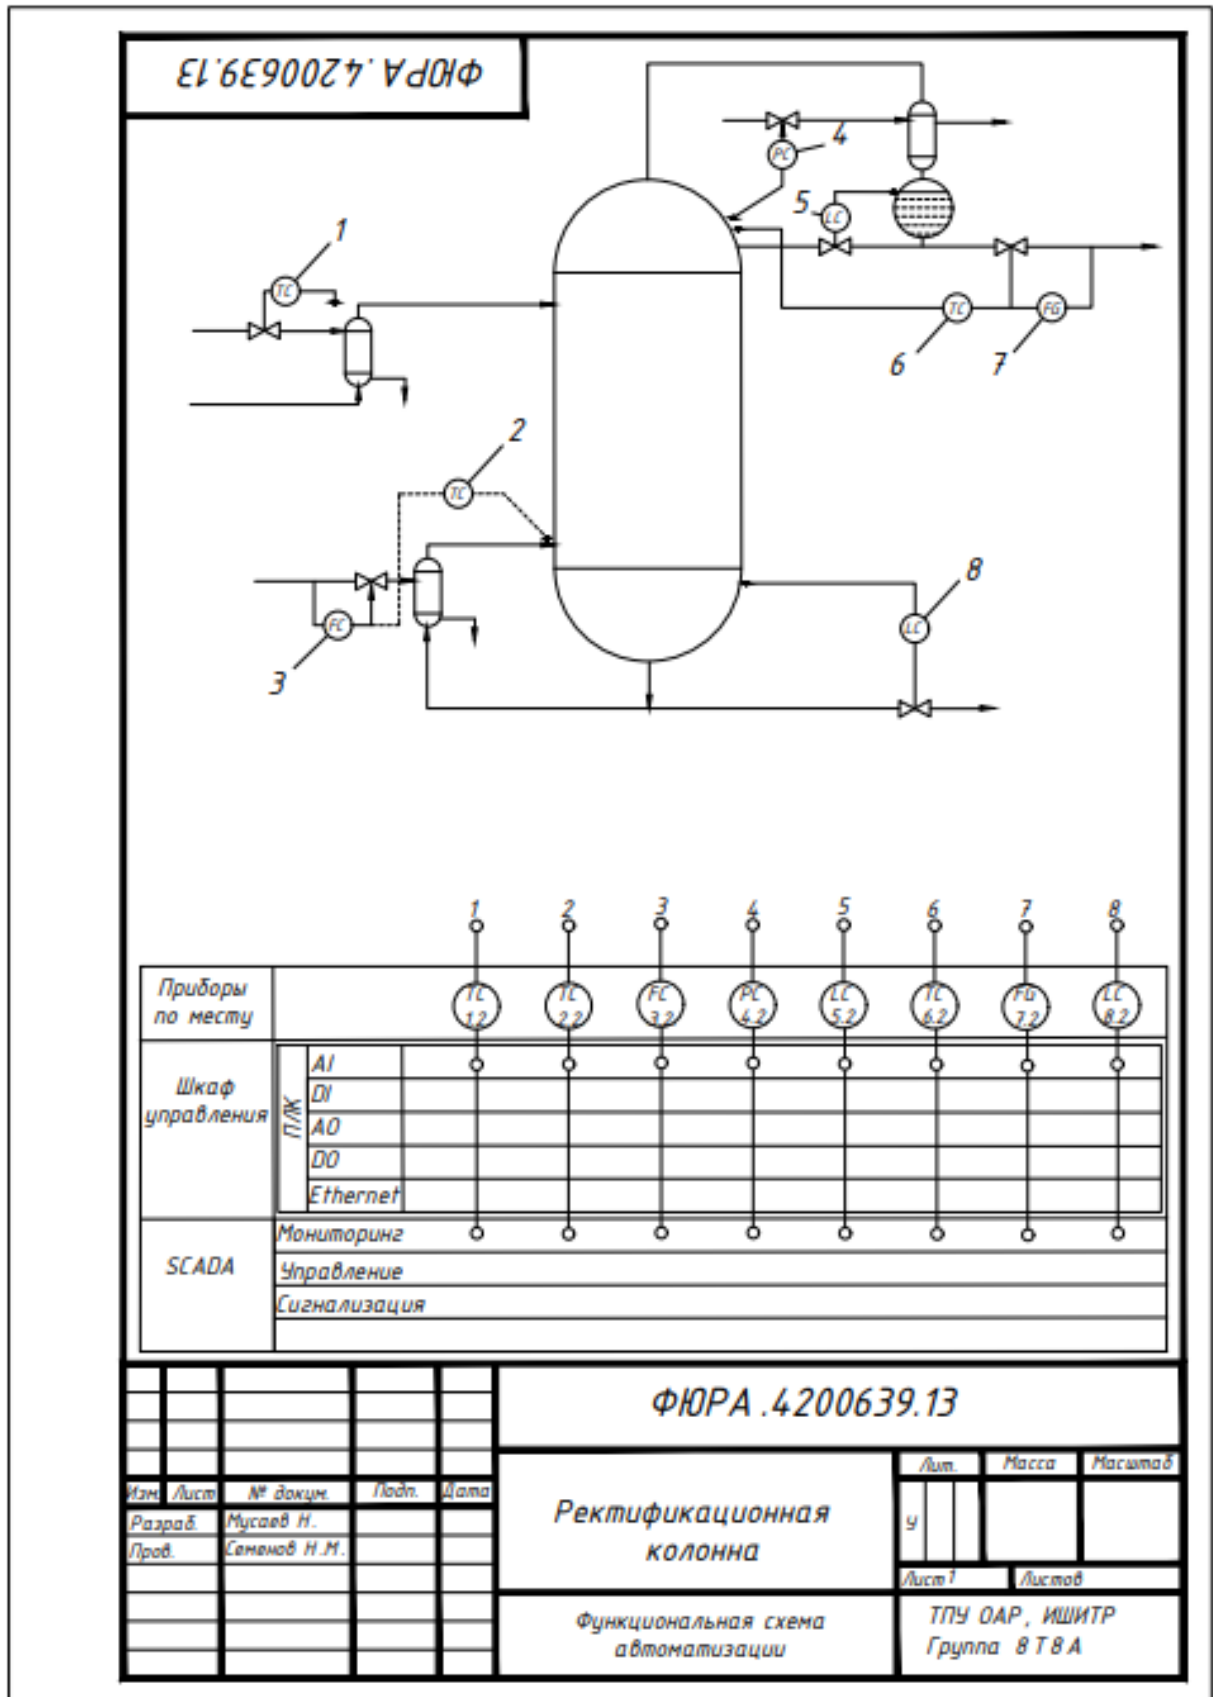 ФЮРА.4200639.13
4
PC
5
LC
1
TC
TC
FG
6
7
2
TC
8
FC
LC
3
1 2 3 4 5 6 7 8
Приборы по месту
TC 1.2 TC 2.2 FC 3.2 PC 4.2 LC 5.2 TC 6.2 FG 7.2 LC 8.2
Шкаф управления
ПЛК
AI
DI
AO
DO
Ethernet
SCADA
Мониторинг
Управление
Сигнализация
ФЮРА.4200639.13
Изм. Лист № докум. Подп. Дата
Разраб. Мусаев Н.
Пров. Семенов Н.М.
Ректификационная
колонна
Лит. Масса Масштаб
у
Лист 1 Листов
Функциональная схема
автоматизации
ТПУ ОАР, ИШИТР
Группа 8Т8А